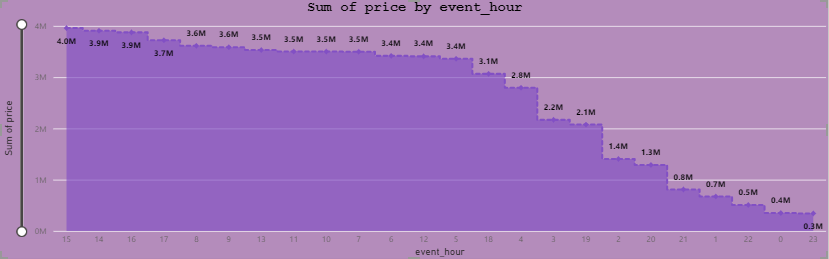 Sum of price by event_hour
4M
3M
2M
1M
0M
Sum of price
4.0M 3.9M 3.9M 3.7M 3.6M 3.6M 3.5M 3.5M 3.5M 3.5M 3.4M 3.4M 3.4M 3.1M 2.8M 2.2M 2.1M 1.4M 1.3M 0.8M 0.7M 0.5M 0.4M 0.3M
15 14 16 17 8 9 13 11 10 7 6 12 5 18 4 3 19 2 20 21 1 22 0 23
event_hour